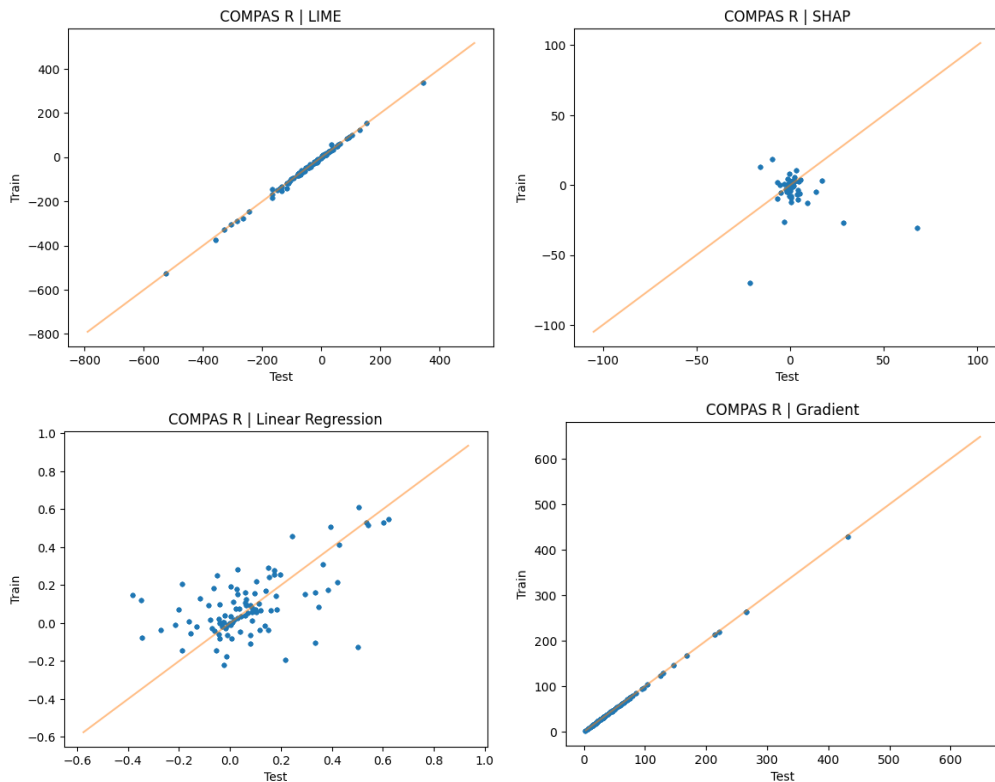 COMPAS R | LIME
400
200
0
−200
−400
−600
−800
Train
−800 −600 −400 −200 0 200 400
Test
COMPAS R | SHAP
100
50
0
−50
−100
Train
−100 −50 0 50 100
Test
COMPAS R | Linear Regression
1.0
0.8
0.6
0.4
0.2
0.0
−0.2
−0.4
−0.6
Train
−0.6 −0.4 −0.2 0.0 0.2 0.4 0.6 0.8 1.0
Test
COMPAS R | Gradient
600
500
400
300
200
100
0
Train
0 100 200 300 400 500 600
Test